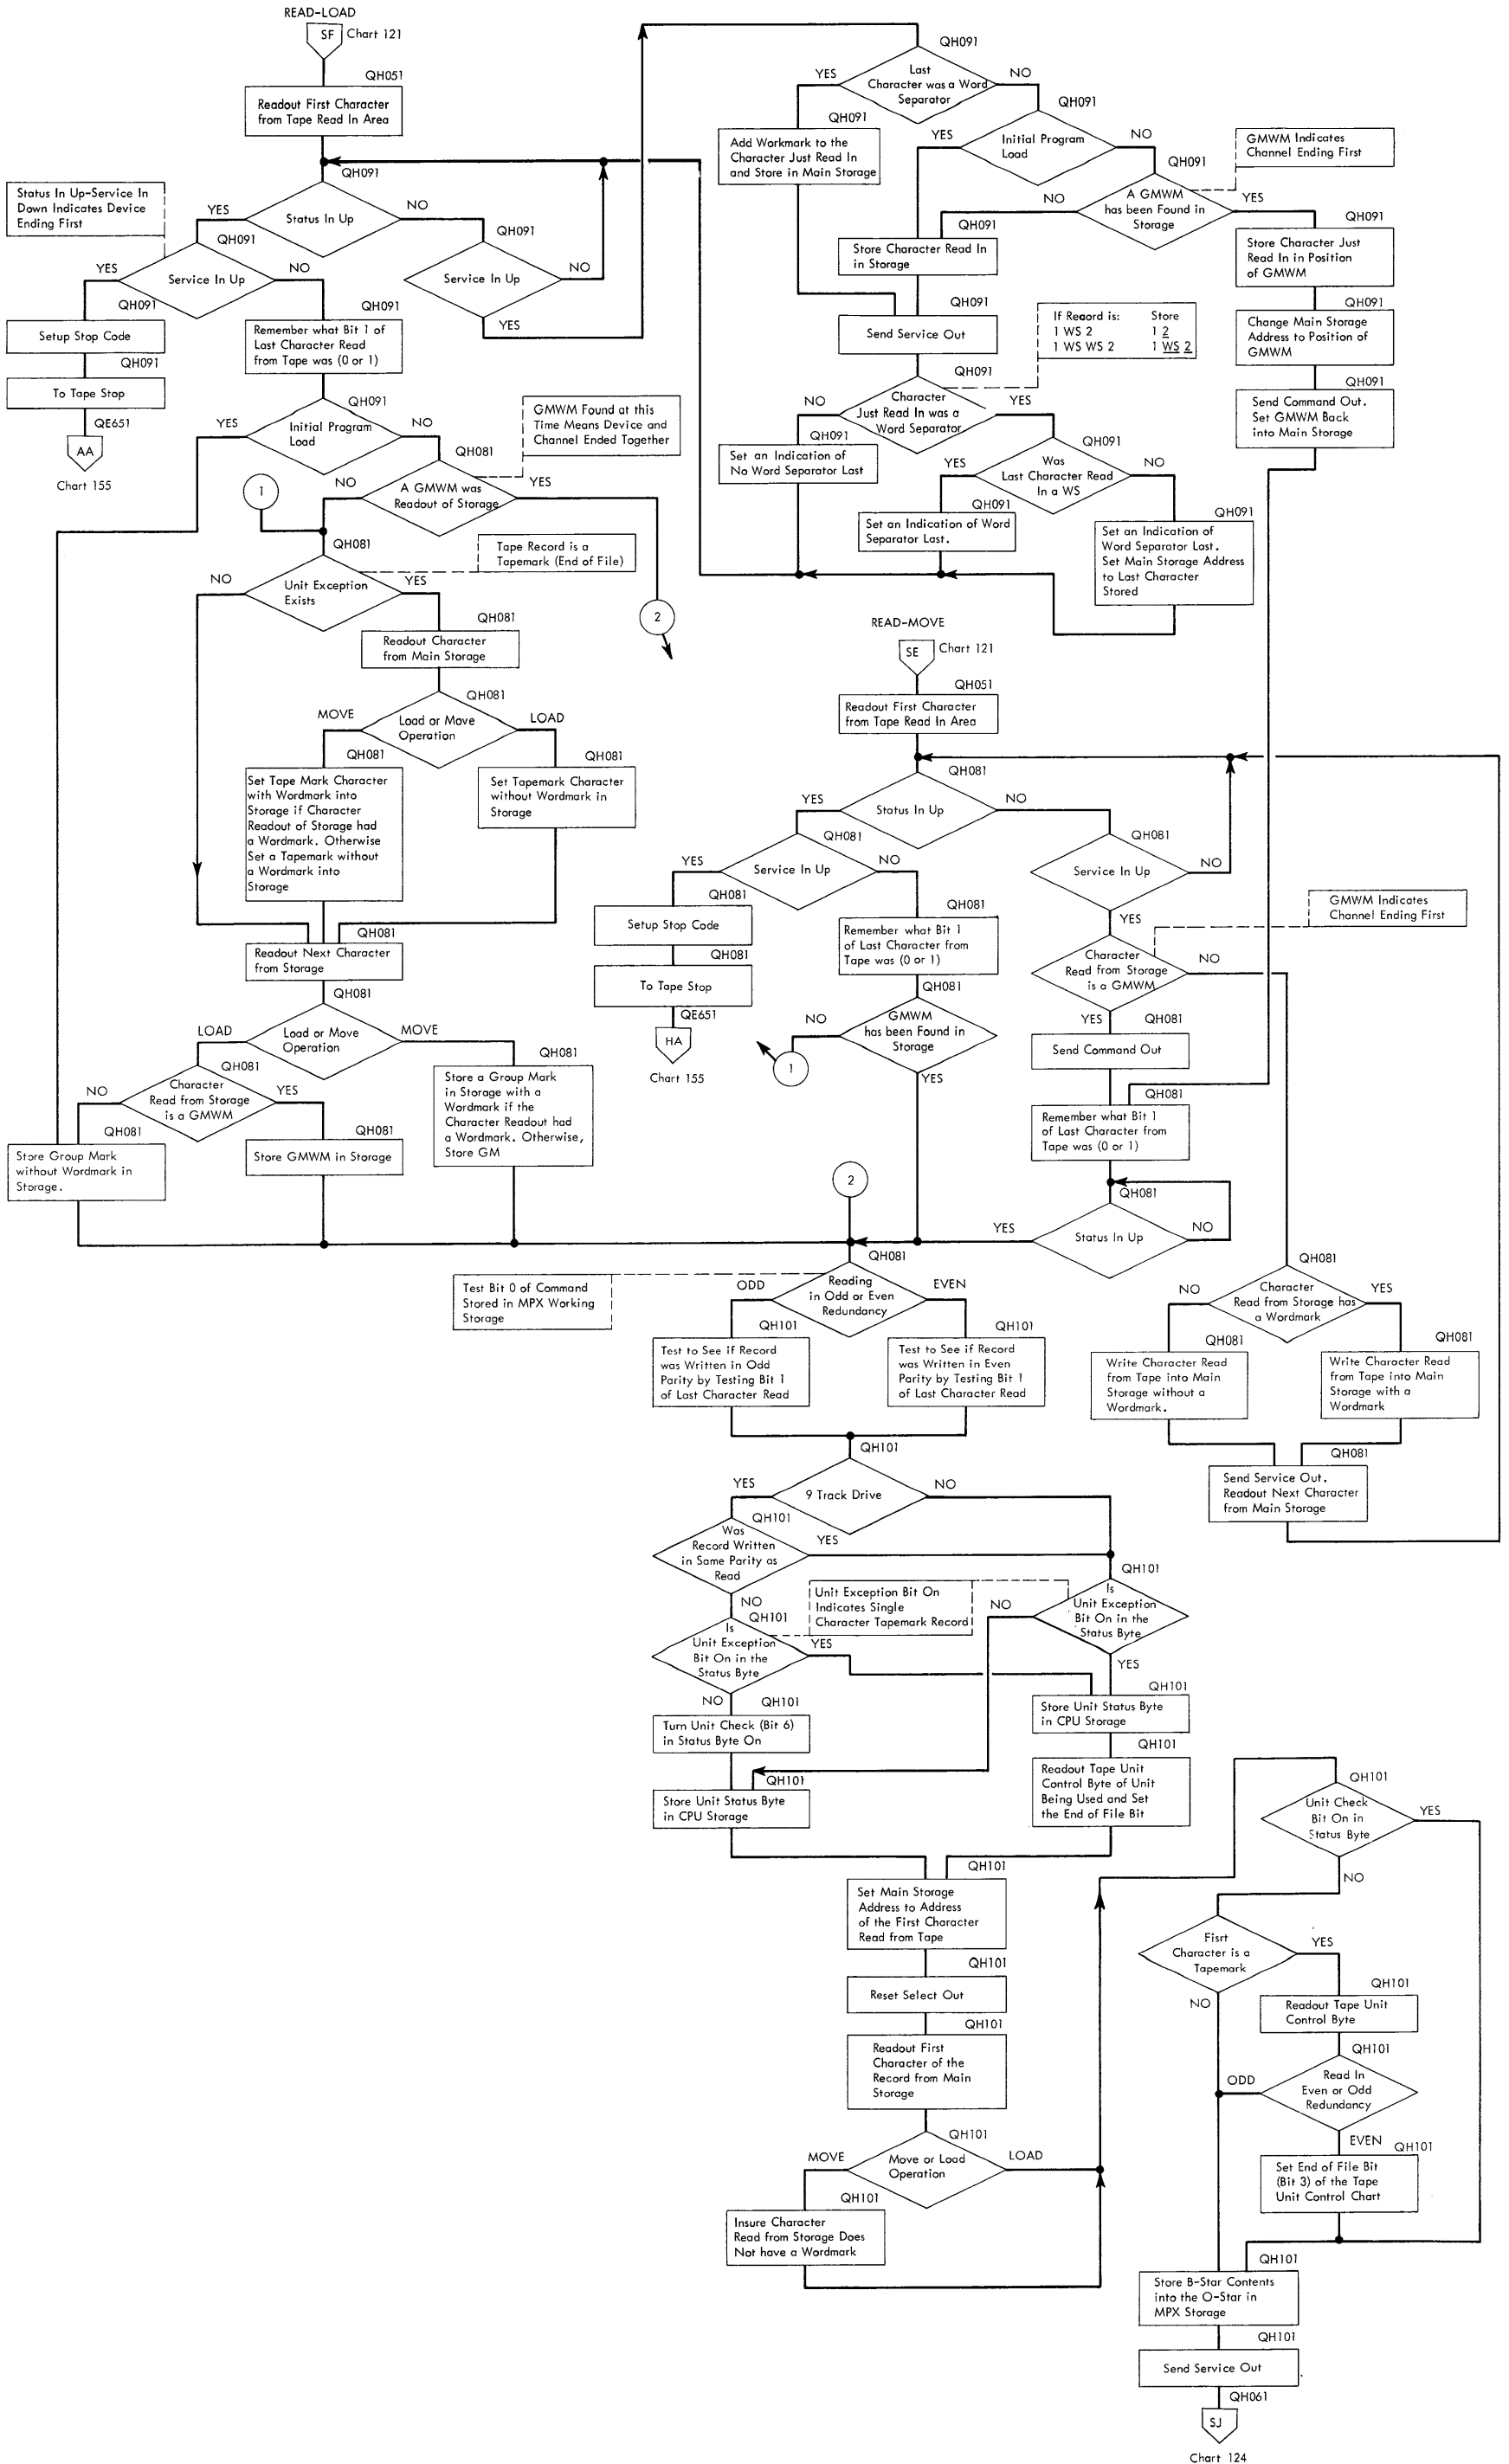 READ-LOAD
SF
Chart 121
QH051
Readout First Character
from Tape Read In Area
QH091
Status In Up-Service In
Down Indicates Device
Ending First
YES
Status In Up
NO
QH091
YES
Service In Up
NO
QH091
Service In Up
NO
YES
QH091
Setup Stop Code
QH091
To Tape Stop
QE651
AA
Chart 155
QH091
Remember what Bit 1 of
Last Character Read
from Tape was (0 or 1)
QH091
YES
Initial Program
Load
NO
GMWM Found at this
Time Means Device and
Channel Ended Together
QH081
NO
A GMWM was
Readout of Storage
YES
1
2
QH081
Tape Record is a
Tapemark (End of File)
NO
Unit Exception
Exists
YES
QH081
Readout Character
from Main Storage
QH081
MOVE
Load or Move
Operation
LOAD
QH081
Set Tape Mark Character
with Wordmark into
Storage if Character
Readout of Storage had
a Wordmark. Otherwise
Set a Tapemark without
a Wordmark into
Storage
QH081
Set Tapemark Character
without Wordmark in
Storage
QH081
Readout Next Character
from Storage
QH081
LOAD
Load or Move
Operation
MOVE
QH081
NO
Character
Read from Storage
is a GMWM
YES
QH081
Store Group Mark
without Wordmark in
Storage.
QH081
Store GMWM in Storage
QH081
Store a Group Mark
in Storage with a
Wordmark if the
Character Readout had
a Wordmark. Otherwise,
Store GM
QH091
YES
Last
Character was a Word
Separator
NO
QH091
Add Workmark to the
Character Just Read In
and Store in Main Storage
QH091
YES
Initial Program
Load
NO
GMWM Indicates
Channel Ending First
QH091
NO
A GMWM
has been Found in
Storage
YES
QH091
Store Character Read In
in Storage
QH091
Store Character Just
Read In in Position
of GMWM
QH091
Change Main Storage
Address to Position of
GMWM
QH091
Send Command Out.
Set GMWM Back
into Main Storage
QH091
Send Service Out
If Record is: Store
1 WS 2 1 2
1 WS WS 2 1 WS 2
QH091
NO
Character
Just Read In was a
Word Separator
YES
QH091
Set an Indication of
No Word Separator Last
QH091
YES
Was
Last Character Read
In a WS
NO
QH091
Set an Indication of Word
Separator Last.
QH091
Set an Indication of
Word Separator Last.
Set Main Storage Address
to Last Character
Stored
READ-MOVE
SE
Chart 121
QH051
Readout First Character
from Tape Read In Area
QH081
YES
Status In Up
NO
QH081
YES
Service In Up
NO
QH081
Service In Up
NO
YES
QH081
Setup Stop Code
QH081
To Tape Stop
QE651
HA
Chart 155
QH081
Remember what Bit 1
of Last Character from
Tape was (0 or 1)
QH081
NO
GMWM
has been Found in
Storage
YES
1
GMWM Indicates
Channel Ending First
Character
Read from Storage
is a GMWM
NO
YES
QH081
Send Command Out
QH081
Remember what Bit 1
of Last Character from
Tape was (0 or 1)
QH081
YES
Status In Up
NO
QH081
NO
Character
Read from Storage has
a Wordmark
YES
QH081
Write Character Read
from Tape into Main
Storage without a
Wordmark.
QH081
Write Character Read
from Tape into Main
Storage with a
Wordmark
QH081
Send Service Out.
Readout Next Character
from Main Storage
2
QH081
Test Bit 0 of Command
Stored in MPX Working
Storage
ODD
Reading
in Odd or Even
Redundancy
EVEN
QH101
Test to See if Record
was Written in Odd
Parity by Testing Bit 1
of Last Character Read
QH101
Test to See if Record
was Written in Even
Parity by Testing Bit 1
of Last Character Read
QH101
YES
9 Track Drive
NO
QH101
Was
Record Written
in Same Parity as
Read
YES
NO
Unit Exception Bit On
Indicates Single
Character Tapemark Record
QH101
Is
Unit Exception
Bit On in the
Status Byte
YES
NO
QH101
NO
Is
Unit Exception
Bit On in the
Status Byte
YES
QH101
Turn Unit Check (Bit 6)
in Status Byte On
QH101
Store Unit Status Byte
in CPU Storage
QH101
Store Unit Status Byte
in CPU Storage
QH101
Readout Tape Unit
Control Byte of Unit
Being Used and Set
the End of File Bit
QH101
Set Main Storage
Address to Address
of the First Character
Read from Tape
QH101
Reset Select Out
QH101
Readout First
Character of the
Record from Main
Storage
QH101
MOVE
Move or Load
Operation
LOAD
QH101
Insure Character
Read from Storage Does
Not have a Wordmark
QH101
Unit Check
Bit On in
Status Byte
YES
NO
Fisrt
Character is a
Tapemark
YES
NO
QH101
Readout Tape Unit
Control Byte
QH101
ODD
Read In
Even or Odd
Redundancy
EVEN
QH101
Set End of File Bit
(Bit 3) of the Tape
Unit Control Chart
QH101
Store B-Star Contents
into the O-Star in
MPX Storage
QH101
Send Service Out
QH061
SJ
Chart 124